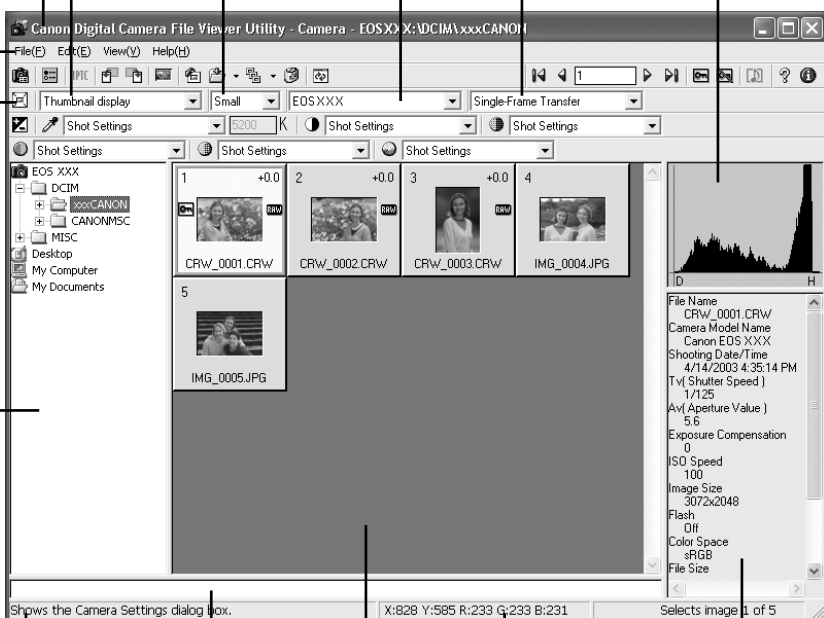 Canon Digital Camera File Viewer Utility - Camera - EOSXXX:\DCIM\xxxCANON
File(F) Edit(E) View(V) Help(H)
IPTC 1
Thumbnail display Small EOSXXX Single-Frame Transfer
Shot Settings 5200 K Shot Settings Shot Settings
Shot Settings Shot Settings Shot Settings
EOS XXX
DCIM
xxxCANON
CANONMSC
MISC
Desktop
My Computer
My Documents
1 +0.0
RAW
CRW_0001.CRW
2 +0.0
RAW
CRW_0002.CRW
3 +0.0
RAW
CRW_0003.CRW
4
IMG_0004.JPG
5
IMG_0005.JPG
D H
File Name
CRW_0001.CRW
Camera Model Name
Canon EOS XXX
Shooting Date/Time
4/14/2003 4:35:14 PM
Tv( Shutter Speed )
1/125
Av( Aperture Value )
5.6
Exposure Compensation
0
ISO Speed
100
Image Size
3072x2048
Flash
Off
Color Space
sRGB
File Size
Shows the Camera Settings dialog box. X:828 Y:585 R:233 G:233 B:231 Selects image 1 of 5